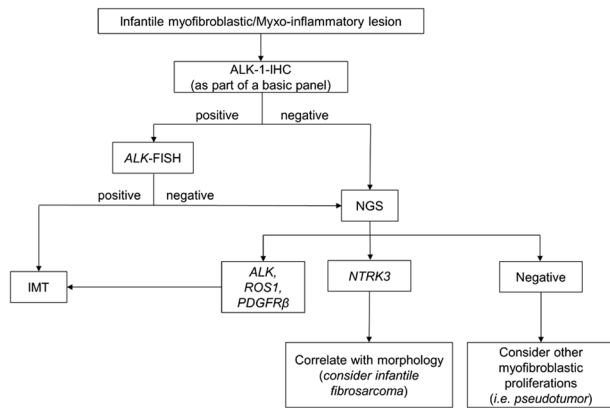 Infantile myofibroblastic/Myxo-inflammatory lesion
ALK-1-IHC
(as part of a basic panel)
positive negative
ALK-FISH
positive negative
NGS
IMT
ALK,
ROS1,
PDGFRβ
NTRK3
Negative
Correlate with morphology
(consider infantile
fibrosarcoma)
Consider other
myofibroblastic
proliferations
(i.e. pseudotumor)